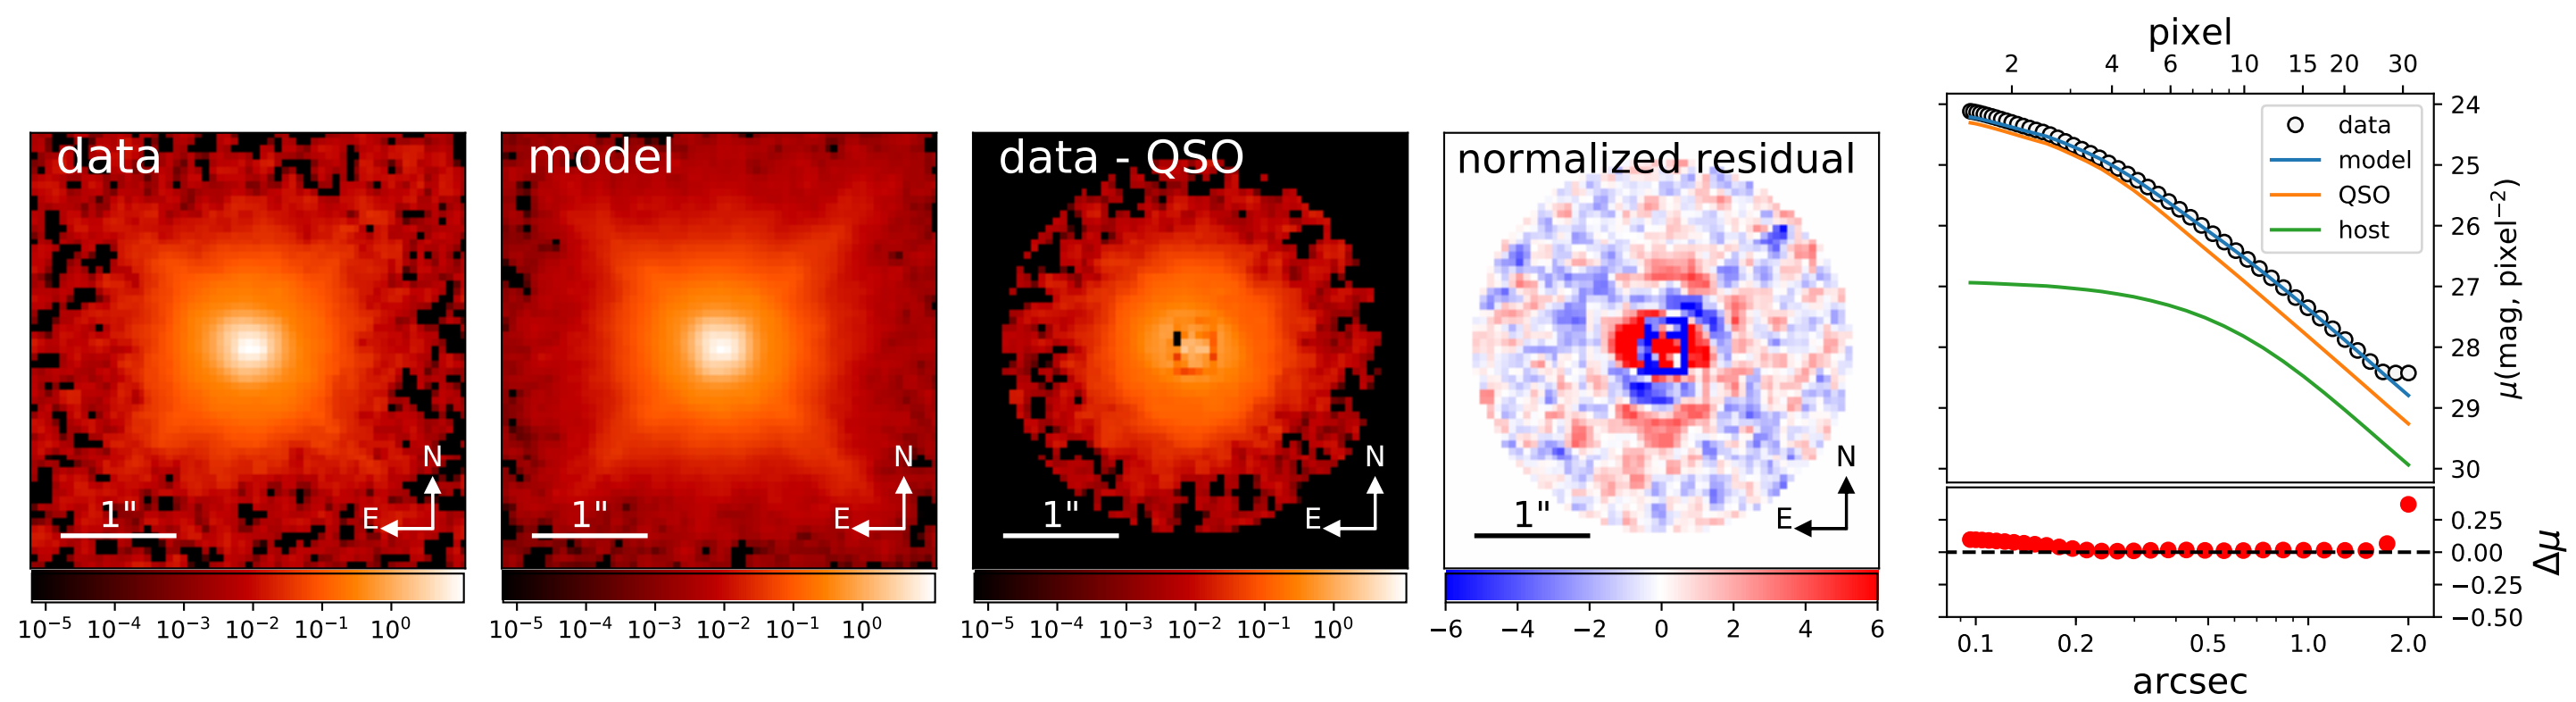 data
N
E
1"
10⁻⁵ 10⁻⁴ 10⁻³ 10⁻² 10⁻¹ 10⁰
model
N
E
1"
10⁻⁵ 10⁻⁴ 10⁻³ 10⁻² 10⁻¹ 10⁰
data - QSO
N
E
1"
10⁻⁵ 10⁻⁴ 10⁻³ 10⁻² 10⁻¹ 10⁰
normalized residual
N
E
1"
−6 −4 −2 0 2 4 6
pixel
2 4 6 10 15 20 30
data
model
QSO
host
24
25
26
27
28
29
30
μ(mag, pixel⁻²)
0.25
0.00
−0.25
−0.50
Δμ
0.1 0.2 0.5 1.0 2.0
arcsec